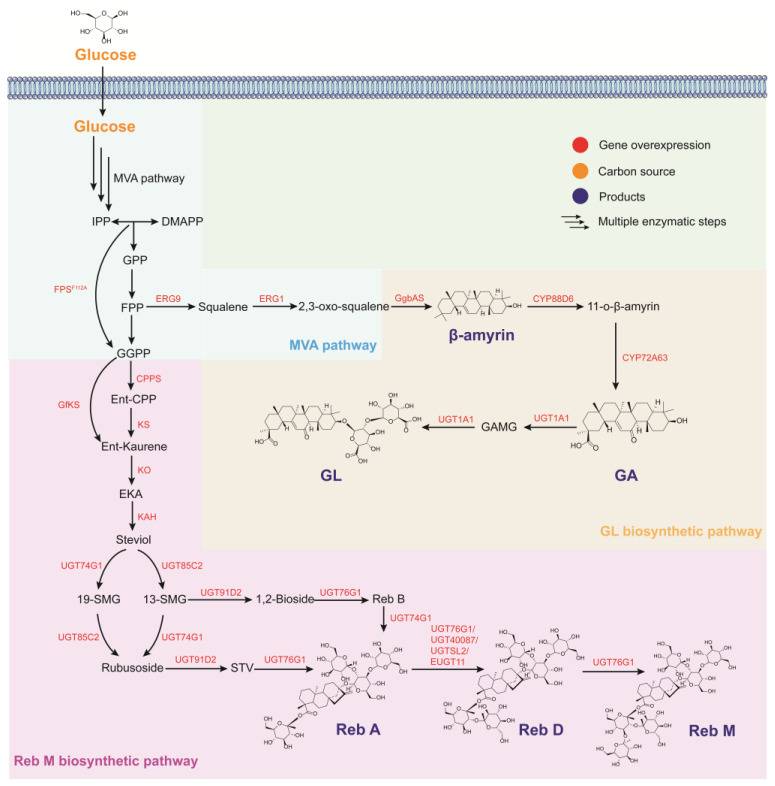 Glucose
Glucose
MVA pathway
Gene overexpression
Carbon source
Products
Multiple enzymatic steps
IPP
DMAPP
GPP
FPS^F112A
FPP
ERG9
Squalene
ERG1
2,3-oxo-squalene
GgbAS
OH
β-amyrin
CYP88D6
11-o-β-amyrin
MVA pathway
GGPP
CYP72A63
CPPS
GfKS
Ent-CPP
KS
Ent-Kaurene
KO
EKA
KAH
Steviol
GL
UGT1A1
GAMG
UGT1A1
GA
GL biosynthetic pathway
UGT74G1
UGT85C2
19-SMG
13-SMG
UGT91D2
1,2-Bioside
UGT76G1
Reb B
UGT74G1
UGT85C2
UGT74G1
Rubusoside
UGT91D2
STV
UGT76G1
Reb A
UGT76G1/
UGT40087/
UGTSL2/
EUGT11
Reb D
UGT76G1
Reb M
Reb M biosynthetic pathway